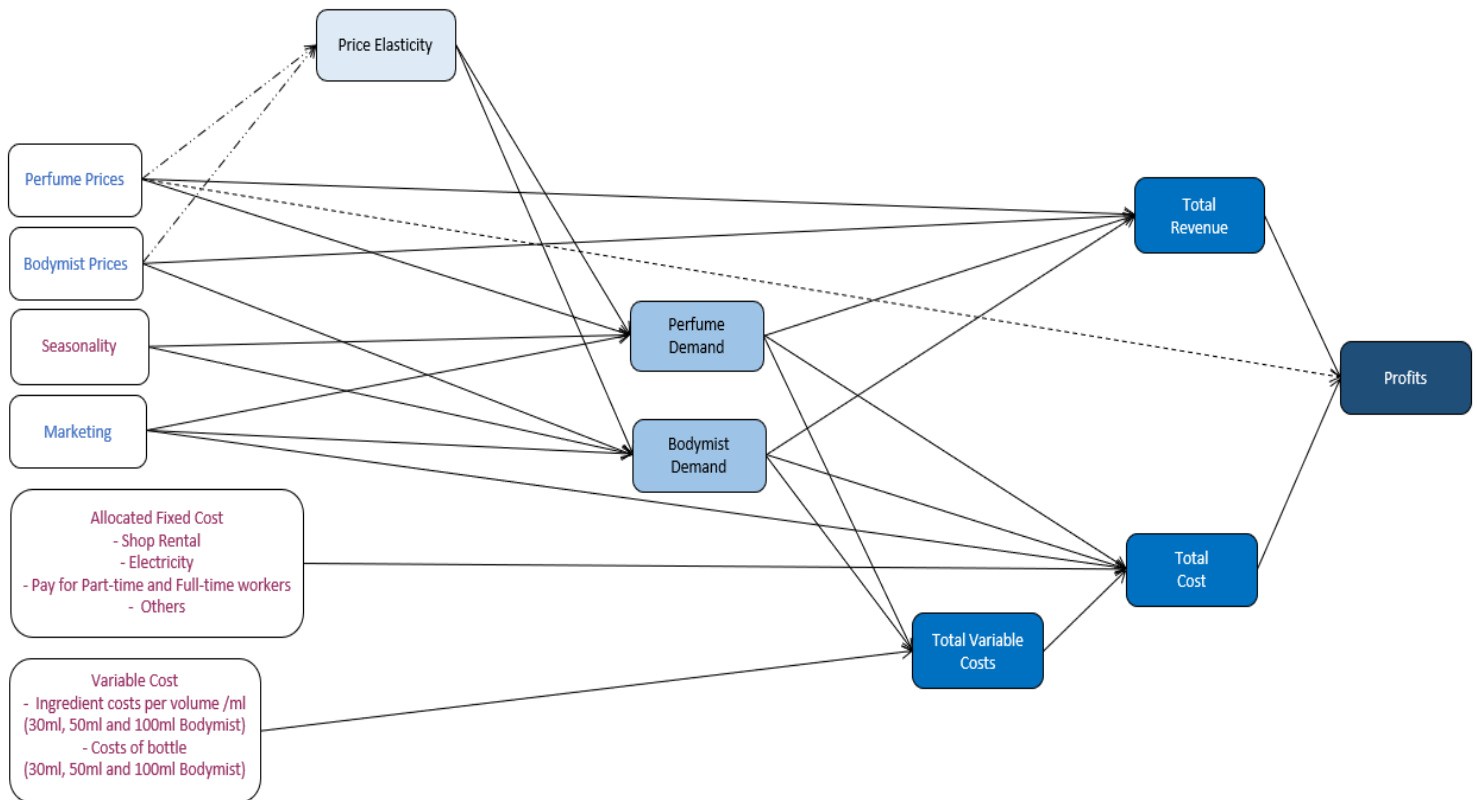 Price Elasticity
Perfume Prices
Bodymist Prices
Seasonality
Marketing
Allocated Fixed Cost
- Shop Rental
- Electricity
- Pay for Part-time and Full-time workers
- Others
Variable Cost
- Ingredient costs per volume /ml
(30ml, 50ml and 100ml Bodymist)
- Costs of bottle
(30ml, 50ml and 100ml Bodymist)
Perfume
Demand
Bodymist
Demand
Total Variable
Costs
Total
Revenue
Total
Cost
Profits